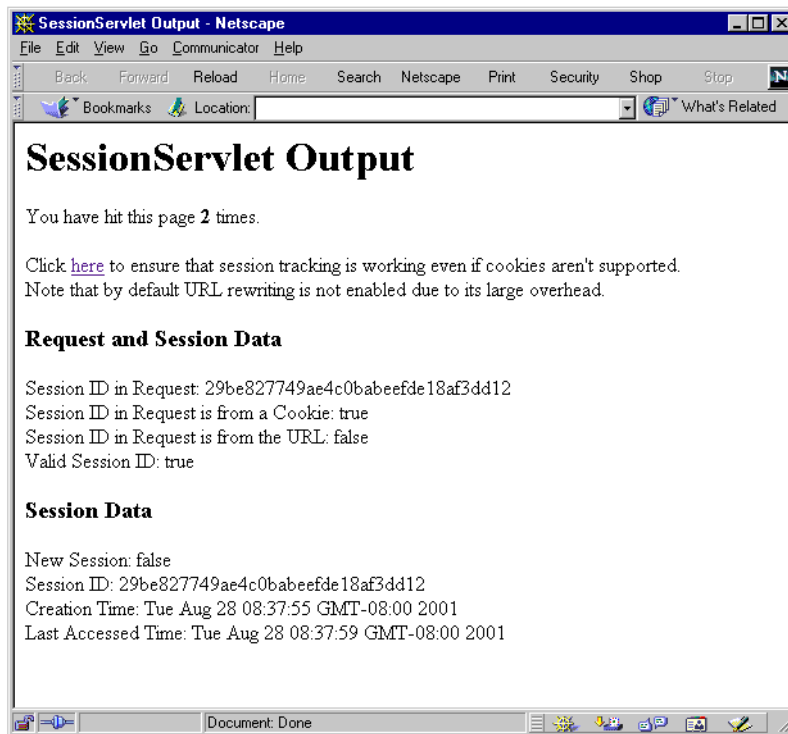 SessionServlet Output - Netscape
File Edit View Go Communicator Help
Back Forward Reload Home Search Netscape Print Security Shop Stop N
Bookmarks Location: What's Related
SessionServlet Output
You have hit this page 2 times.
Click here to ensure that session tracking is working even if cookies aren't supported.
Note that by default URL rewriting is not enabled due to its large overhead.
Request and Session Data
Session ID in Request: 29be827749ae4c0babeefde18af3dd12
Session ID in Request is from a Cookie: true
Session ID in Request is from the URL: false
Valid Session ID: true
Session Data
New Session: false
Session ID: 29be827749ae4c0babeefde18af3dd12
Creation Time: Tue Aug 28 08:37:55 GMT-08:00 2001
Last Accessed Time: Tue Aug 28 08:37:59 GMT-08:00 2001
Document: Done